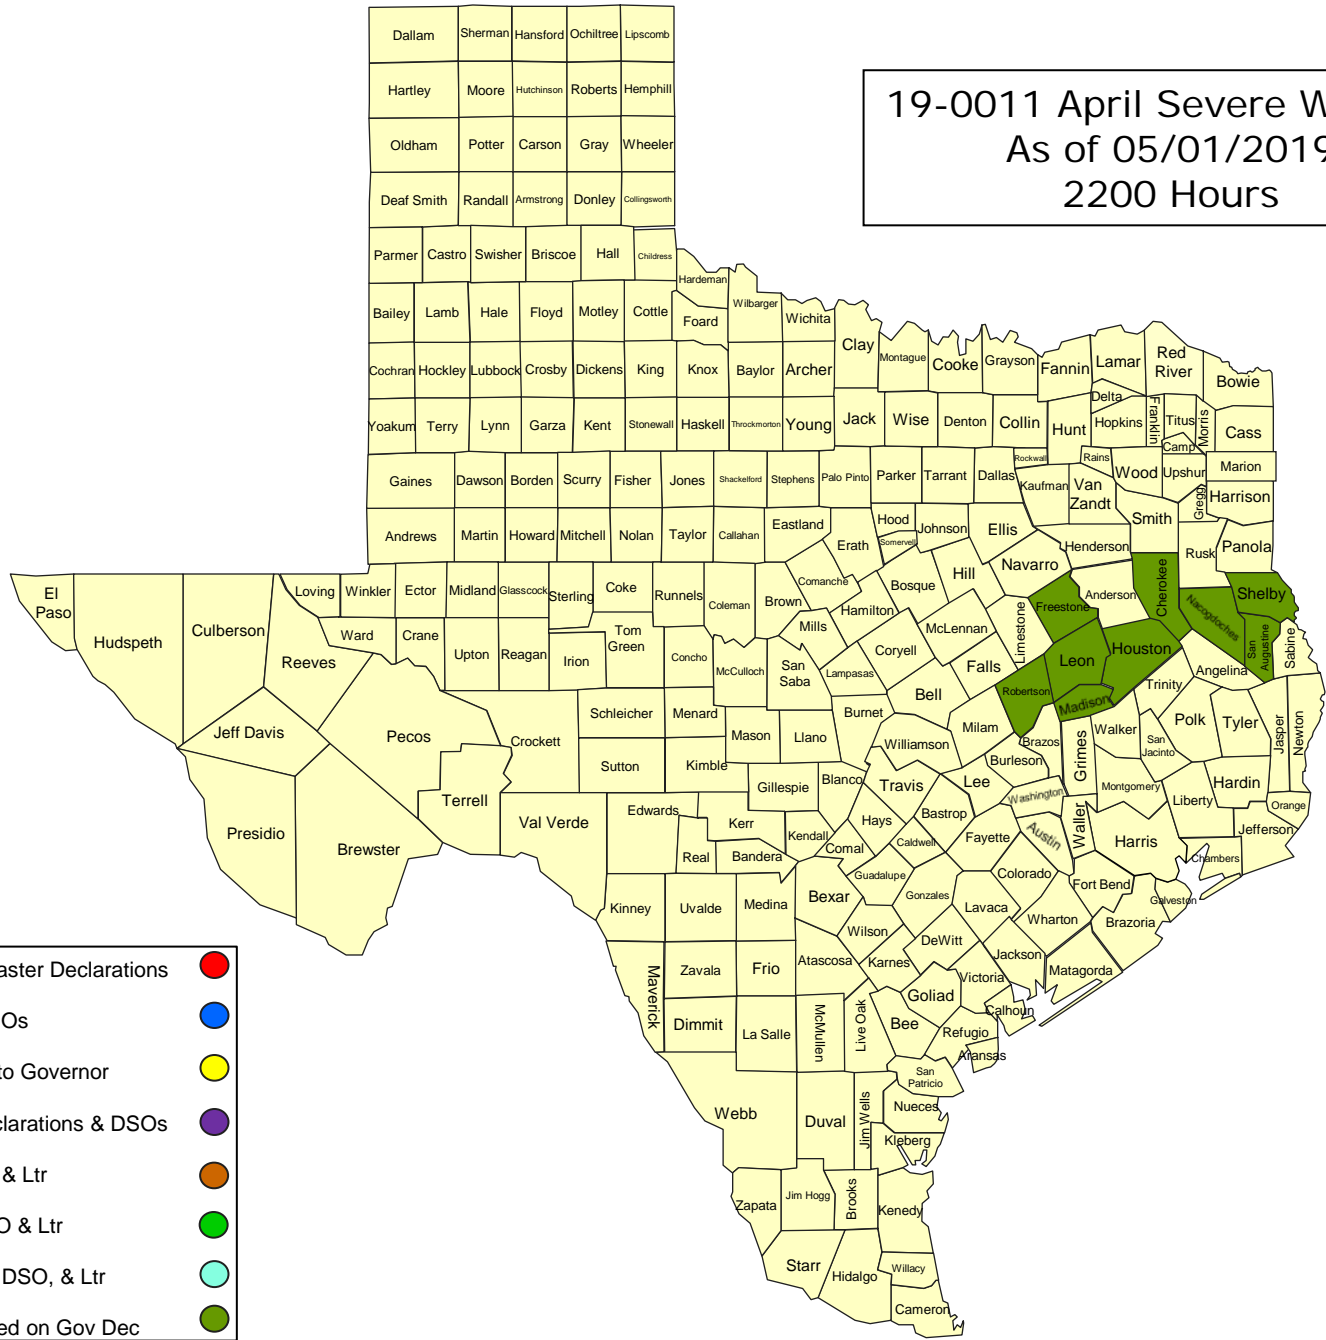 Dallam Sherman Hansford Ochiltree Lipscomb
Hartley Moore Hutchinson Roberts Hemphill
19-0011 April Severe W
As of 05/01/2019
2200 Hours
Oldham Potter Carson Gray Wheeler
Deaf Smith Randall Armstrong Donley Collingsworth
Parmer Castro Swisher Briscoe Hall Childress
Hardeman
Bailey Lamb Hale Floyd Motley Cottle Foard Wilbarger Wichita
Clay Montague Cooke Grayson Fannin Lamar Red River Bowie
Cochran Hockley Lubbock Crosby Dickens King Knox Baylor Archer
Delta
Yoakum Terry Lynn Garza Kent Stonewall Haskell Throckmorton Young Jack Wise Denton Collin Hunt Hopkins Franklin Titus Morris Cass
Camp
Rockwall Rains
Gaines Dawson Borden Scurry Fisher Jones Shackelford Stephens Palo Pinto Parker Tarrant Dallas Kaufman Van Zandt Wood Upshur Marion
Gregg Harrison
Andrews Martin Howard Mitchell Nolan Taylor Callahan Eastland Erath Hood Somervell Johnson Ellis Henderson Smith Rusk Panola
El Paso Hudspeth Culberson Loving Winkler Ector Midland Glasscock Sterling Coke Runnels Coleman Brown Comanche Hamilton Bosque Hill Navarro Freestone Anderson Cherokee Nacogdoches Shelby
Reeves Ward Crane Upton Reagan Irion Tom Green Concho McCulloch San Saba Mills Lampasas Coryell McLennan Limestone Falls Leon Houston Angelina San Augustine Sabine
Jeff Davis Pecos Crockett Schleicher Menard Mason Llano Burnet Bell Milam Robertson Madison Trinity Walker San Jacinto Polk Tyler Jasper Newton
Presidio Brewster Terrell Val Verde Sutton Kimble Gillespie Blanco Williamson Travis Lee Burleson Brazos Grimes Washington Montgomery Liberty Hardin Orange
Edwards Real Kerr Bandera Kendall Comal Hays Caldwell Bastrop Fayette Austin Waller Harris Chambers Jefferson
Kinney Uvalde Medina Bexar Guadalupe Gonzales Lavaca Colorado Fort Bend Galveston
Wilson Wharton Brazoria
Maverick Zavala Frio Atascosa Karnes DeWitt Jackson Matagorda
Victoria
Dimmit La Salle McMullen Live Oak Bee Goliad Refugio Calhoun
Aransas
San Patricio
Webb Duval Jim Wells Nueces
Kleberg
Zapata Jim Hogg Brooks Kenedy
Starr Hidalgo Willacy
Cameron
aster Declarations
Os
to Governor
clarations & DSOs
& Ltr
O & Ltr
DSO, & Ltr
ed on Gov Dec